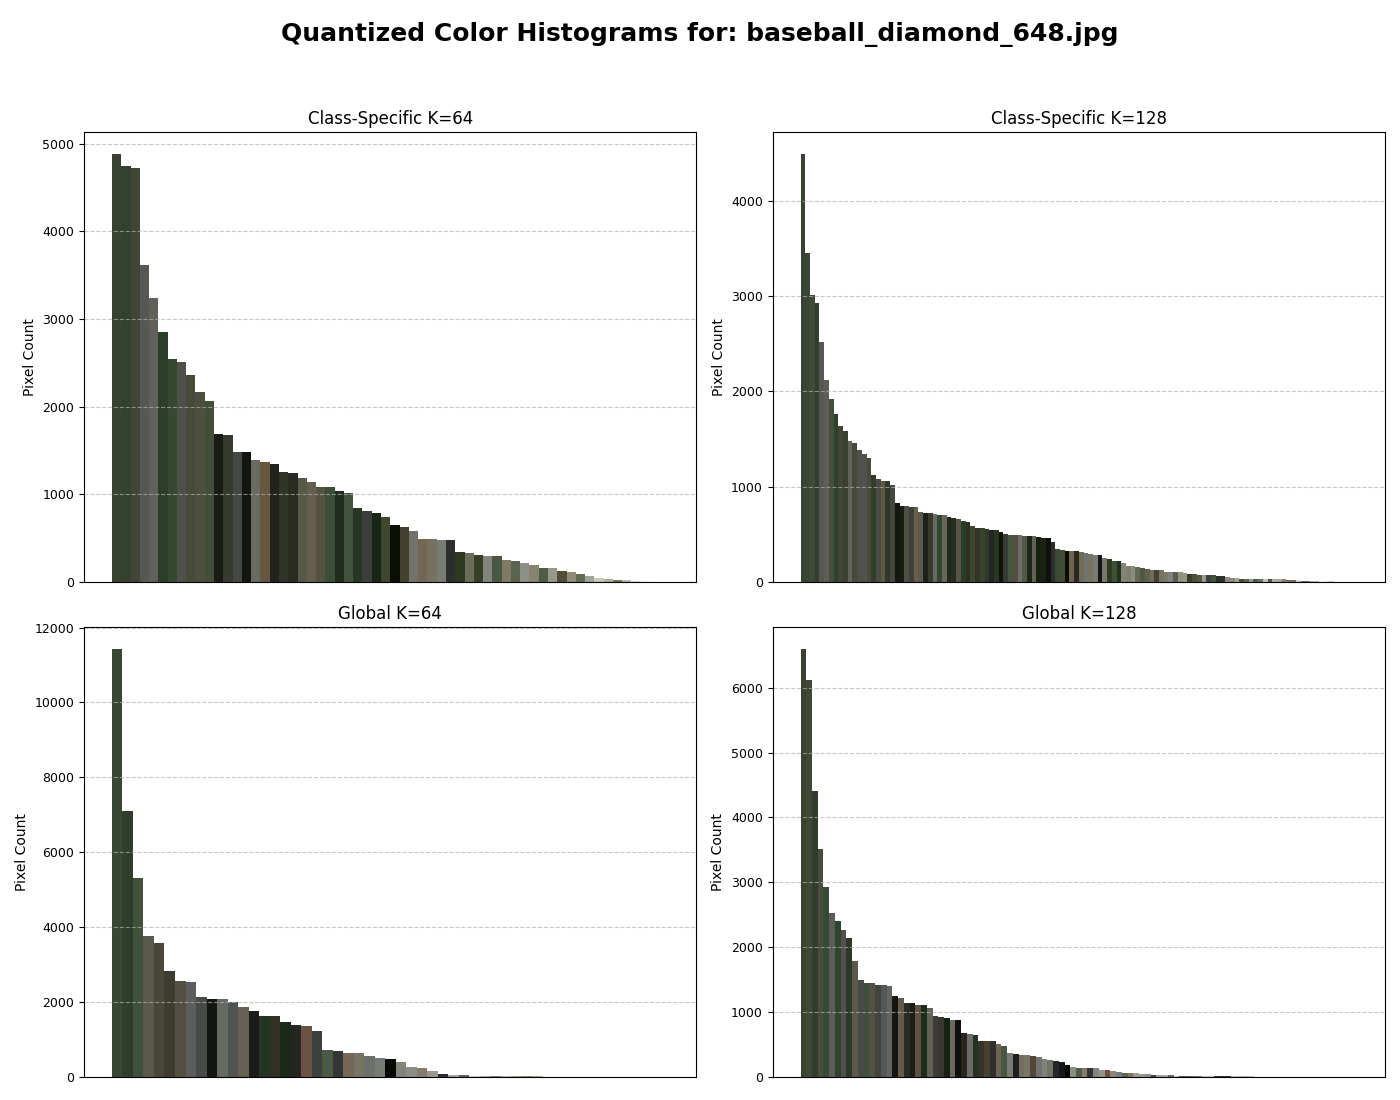 Quantized Color Histograms for: baseball_diamond_648.jpg
Class-Specific K=64
Pixel Count
5000
4000
3000
2000
1000
0
Class-Specific K=128
Pixel Count
4000
3000
2000
1000
0
Global K=64
Pixel Count
12000
10000
8000
6000
4000
2000
0
Global K=128
Pixel Count
6000
5000
4000
3000
2000
1000
0